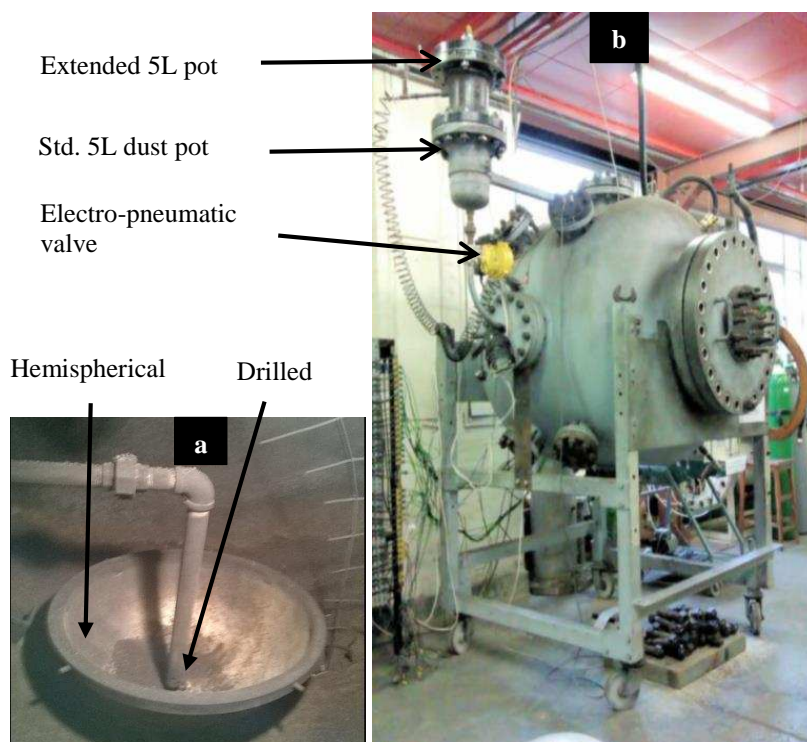 Extended 5L pot
b
Std. 5L dust pot
Electro-pneumatic
valve
Hemispherical
Drilled
a